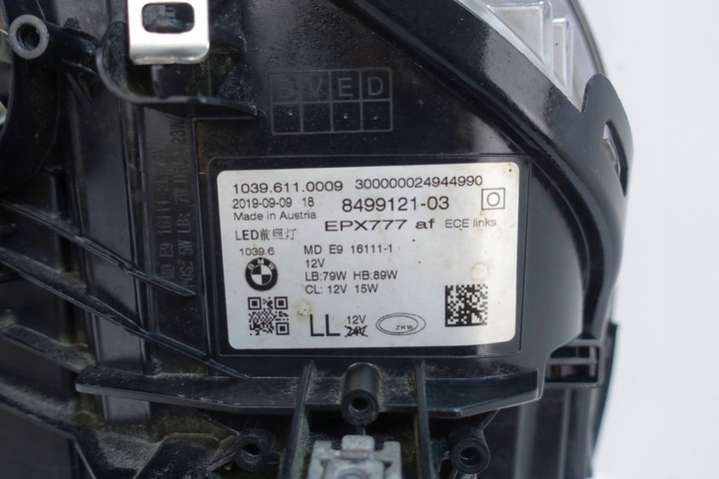 BVED
1039.611.0009 300000024944990
2019-09-09 18 8499121-03
Made in Austria EPX777 af ECE links
LED前照灯
1039.6 MD E9 16111-1
BMW 12V
LB:79W HB:89W
CL: 12V 15W
LL 12V ZKW
24V